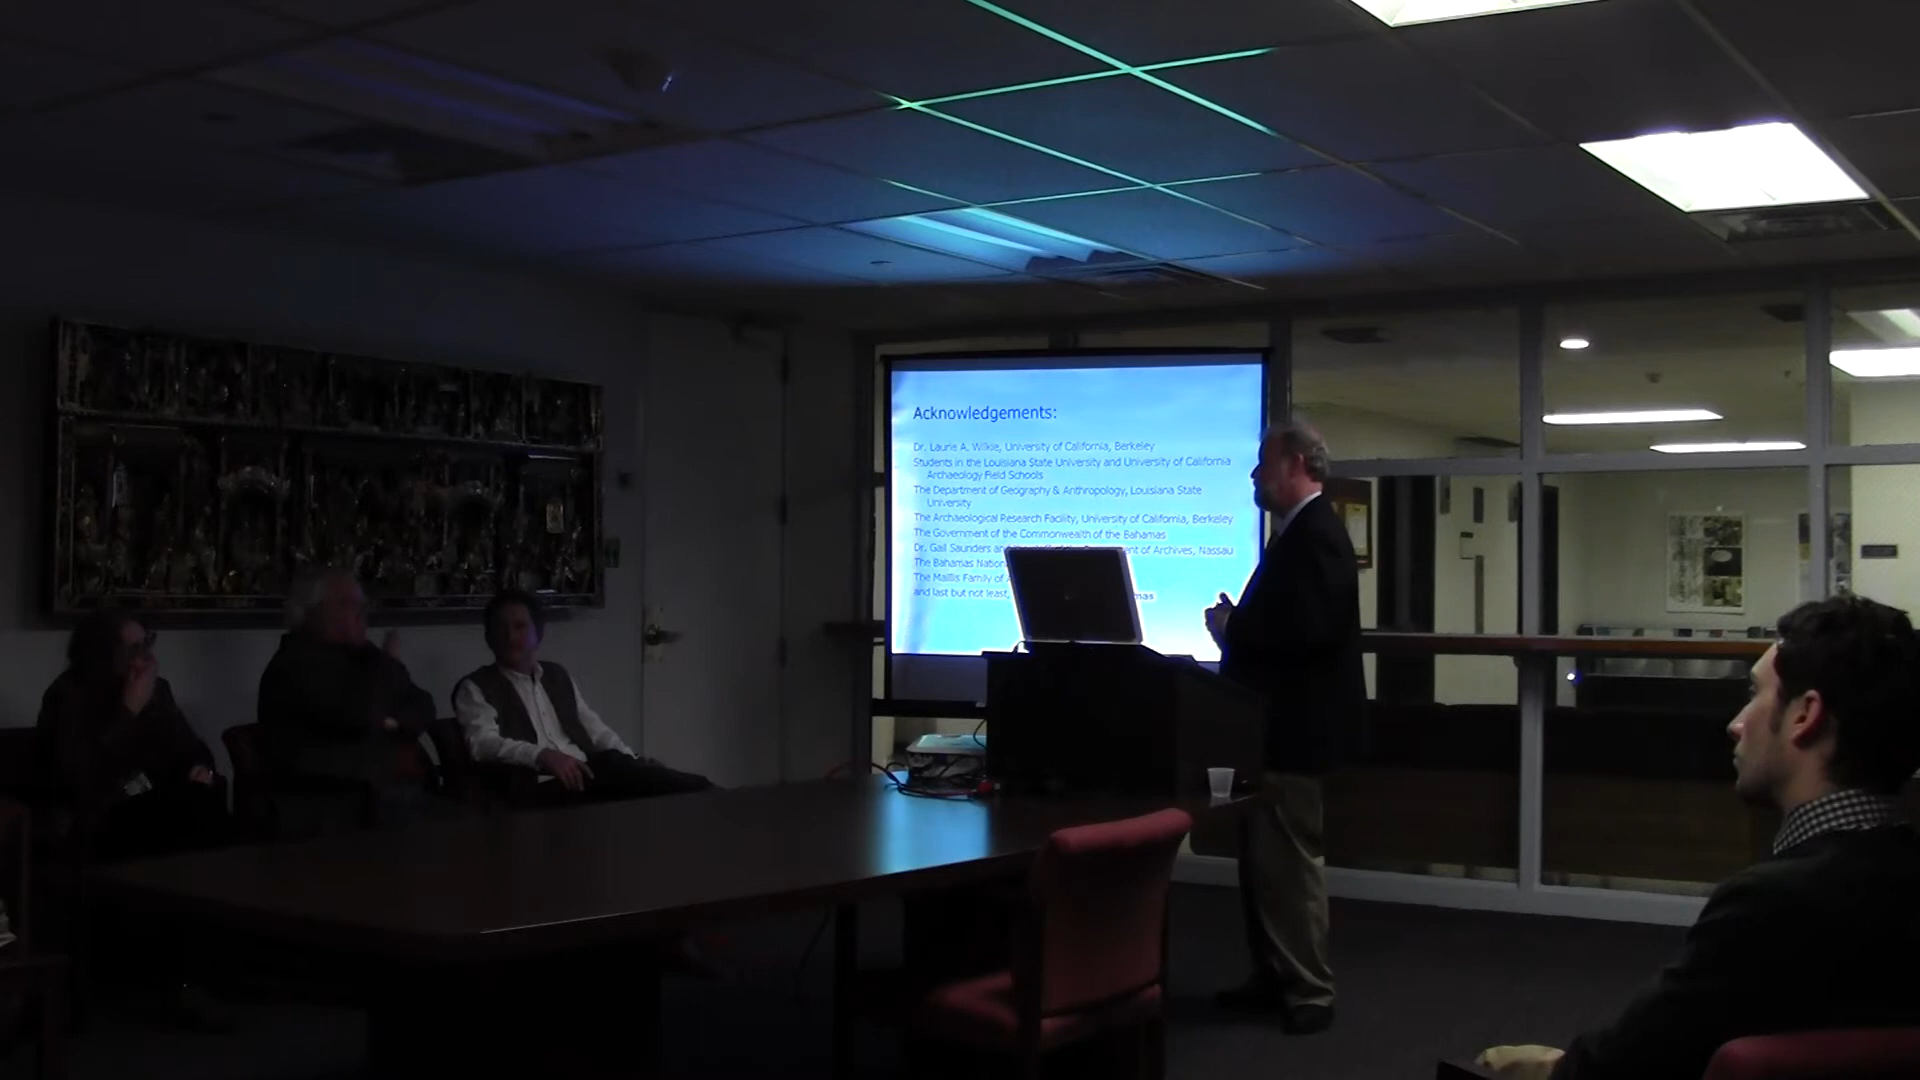 Acknowledgements:
Dr. Laurie A. Wilkie, University of California, Berkeley
Students in the Louisiana State University and University of California
Archaeology Field Schools
The Department of Geography & Anthropology, Louisiana State
University
The Archaeological Research Facility, University of California, Berkeley
The Government of the Commonwealth of the Bahamas
Dr. Gail Saunders and of Archives, Nassau
The Bahamas
The Maillis Family of
and last but not least,